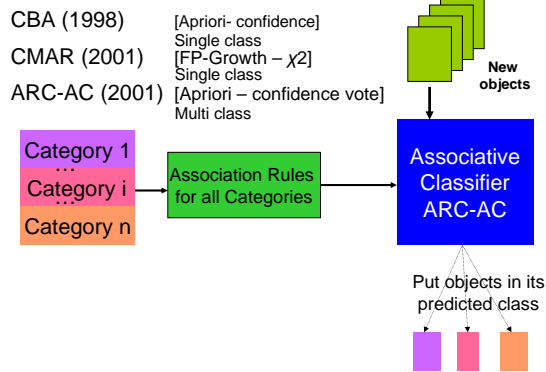 CBA (1998) [Apriori- confidence]
Single class
CMAR (2001) [FP-Growth – χ2]
Single class
ARC-AC (2001) [Apriori – confidence vote]
Multi class
New
objects
Category 1
...
Category i
...
Category n
Association Rules
for all Categories
Associative
Classifier
ARC-AC
Put objects in its
predicted class